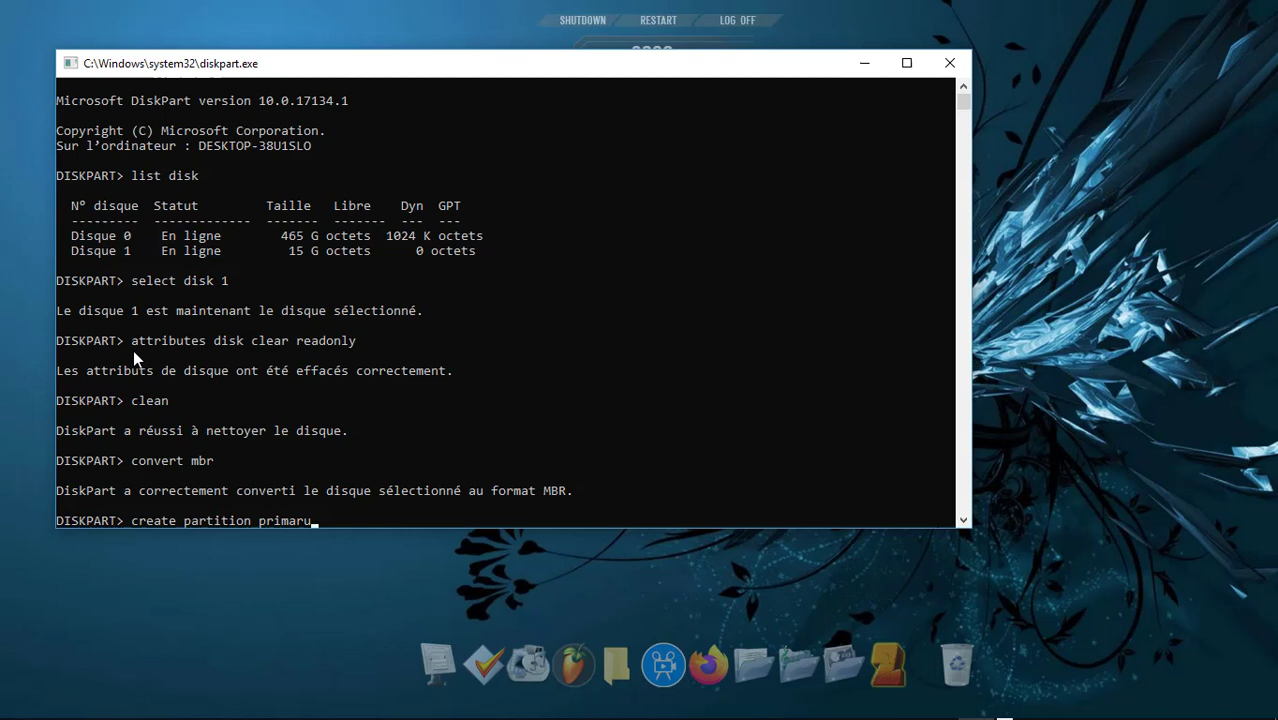 SHUTDOWN RESTART LOG OFF
C:\Windows\system32\diskpart.exe
Microsoft DiskPart version 10.0.17134.1
Copyright (C) Microsoft Corporation.
Sur l’ordinateur : DESKTOP-38U1SLO
DISKPART> list disk
N° disque Statut Taille Libre Dyn GPT
--------- ------------- ------- ------- --- ---
Disque 0 En ligne 465 G octets 1024 K octets
Disque 1 En ligne 15 G octets 0 octets
DISKPART> select disk 1
Le disque 1 est maintenant le disque sélectionné.
DISKPART> attributes disk clear readonly
Les attributs de disque ont été effacés correctement.
DISKPART> clean
DiskPart a réussi à nettoyer le disque.
DISKPART> convert mbr
DiskPart a correctement converti le disque sélectionné au format MBR.
DISKPART> create partition primaru_